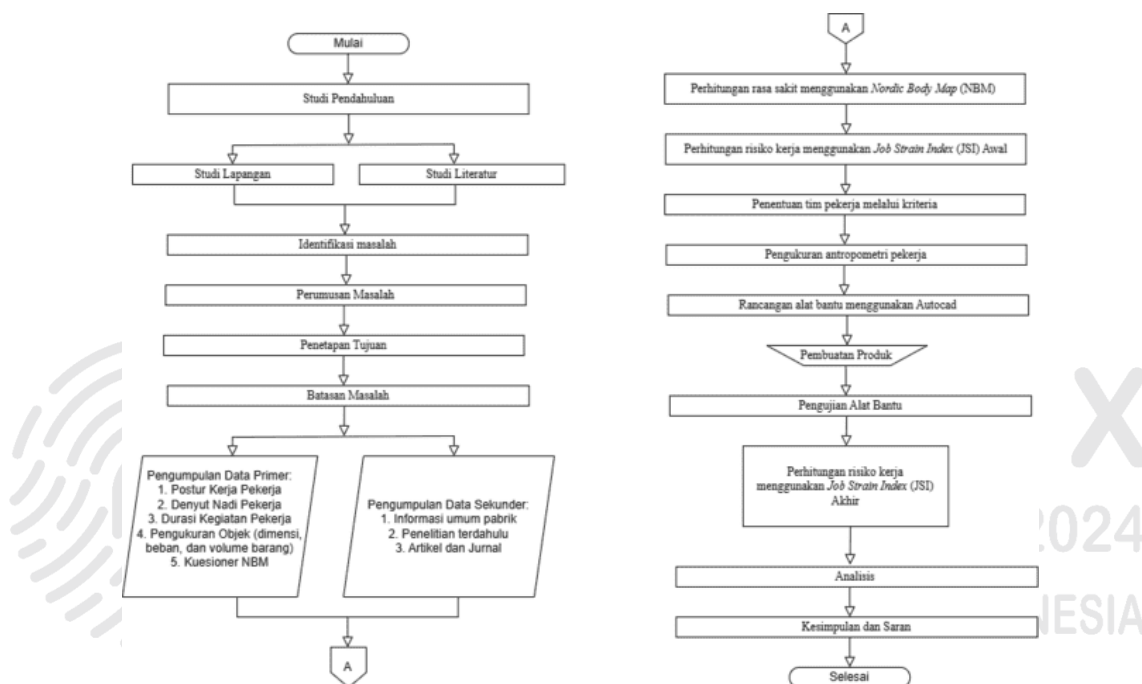 Mulai
Studi Pendahuluan
Studi Lapangan
Studi Literatur
Identifikasi masalah
Perumusan Masalah
Penetapan Tujuan
Batasan Masalah
Pengumpulan Data Primer:
1. Postur Kerja Pekerja
2. Denyut Nadi Pekerja
3. Durasi Kegiatan Pekerja
4. Pengukuran Objek (dimensi,
beban, dan volume barang)
5. Kuesioner NBM
Pengumpulan Data Sekunder:
1. Informasi umum pabrik
2. Penelitian terdahulu
3. Artikel dan Jurnal
A
A
Perhitungan rasa sakit menggunakan Nordic Body Map (NBM)
Perhitungan risiko kerja menggunakan Job Strain Index (JSI) Awal
Penentuan tim pekerja melalui kriteria
Pengukuran antropometri pekerja
Rancangan alat bantu menggunakan Autocad
Pembuatan Produk
Pengujian Alat Bantu
Perhitungan risiko kerja
menggunakan Job Strain Index (JSI)
Akhir
Analisis
Kesimpulan dan Saran
Selesai
X
2024
NESIA